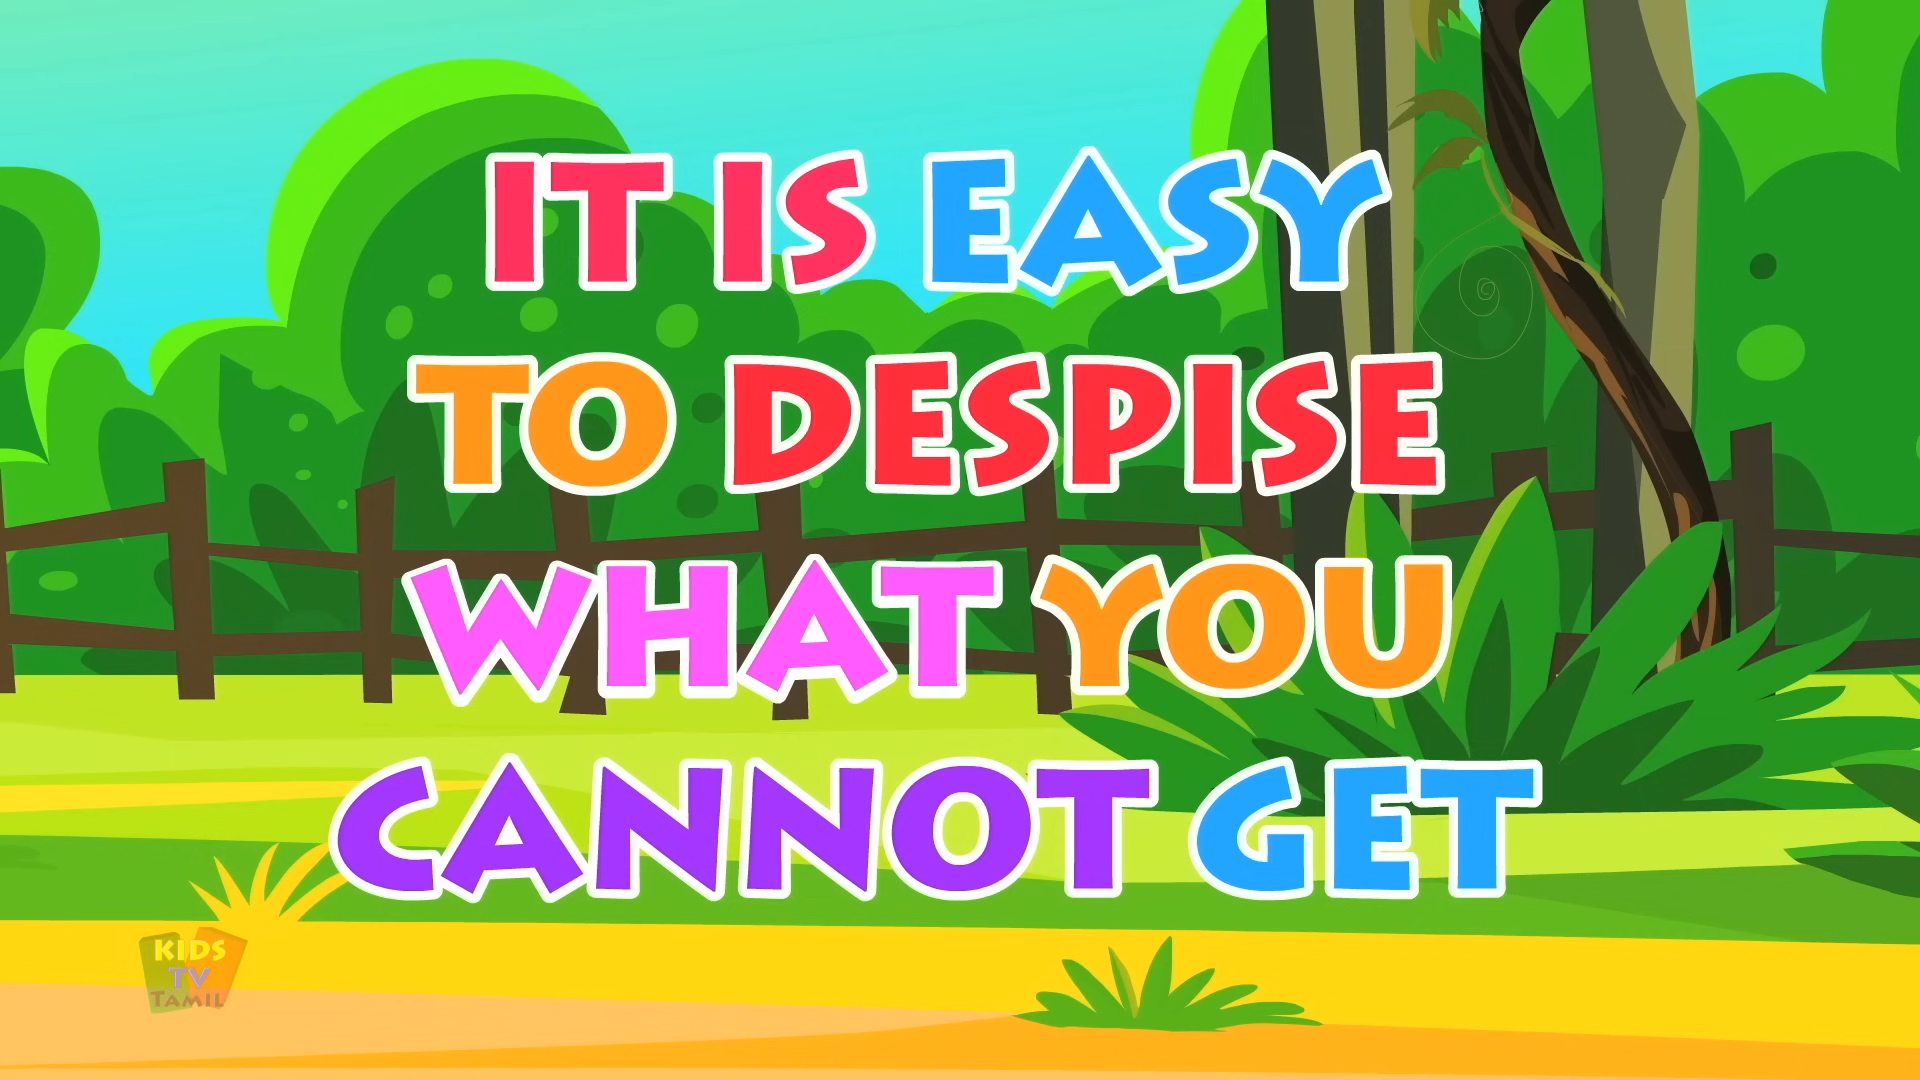 IT IS EASY
TO DESPISE
WHAT YOU
CANNOT GET
KIDS
TV
TAMIL